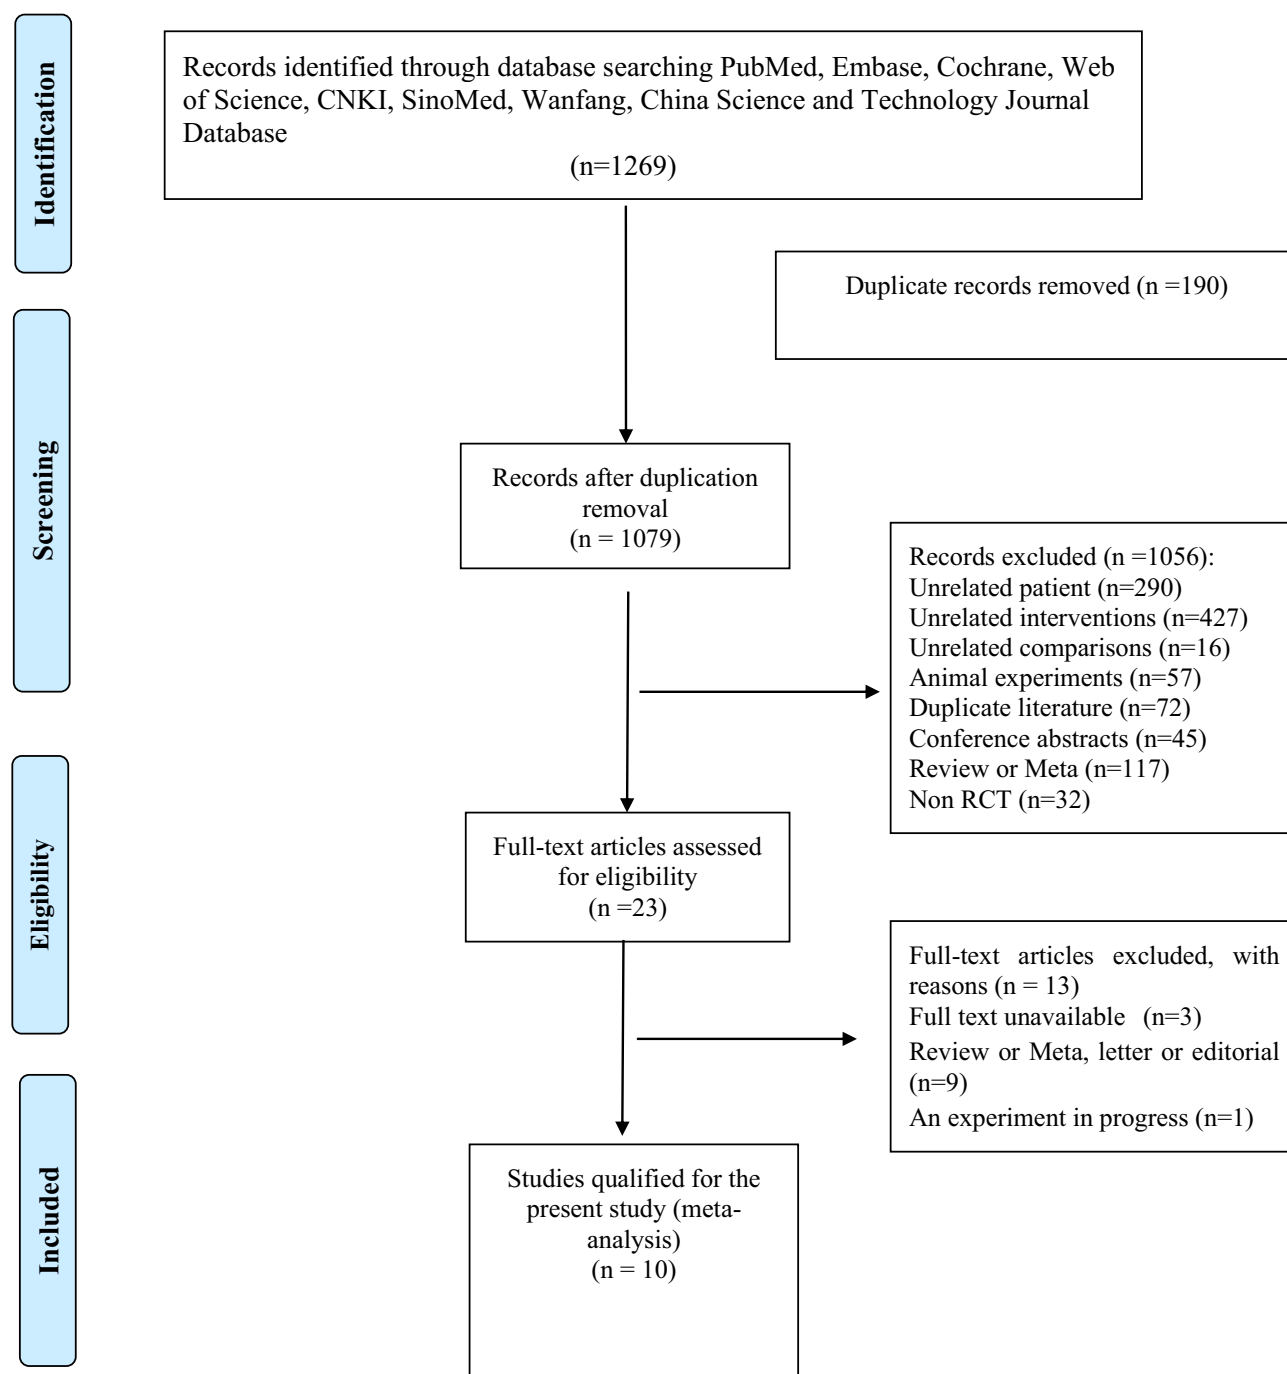 Identification
Records identified through database searching PubMed, Embase, Cochrane, Web
of Science, CNKI, SinoMed, Wanfang, China Science and Technology Journal
Database
(n=1269)
Duplicate records removed (n =190)
Screening
Records after duplication
removal
(n = 1079)
Records excluded (n =1056):
Unrelated patient (n=290)
Unrelated interventions (n=427)
Unrelated comparisons (n=16)
Animal experiments (n=57)
Duplicate literature (n=72)
Conference abstracts (n=45)
Review or Meta (n=117)
Non RCT (n=32)
Eligibility
Full-text articles assessed
for eligibility
(n =23)
Full-text articles excluded, with
reasons (n = 13)
Full text unavailable (n=3)
Review or Meta, letter or editorial
(n=9)
An experiment in progress (n=1)
Included
Studies qualified for the
present study (meta-
analysis)
(n = 10)